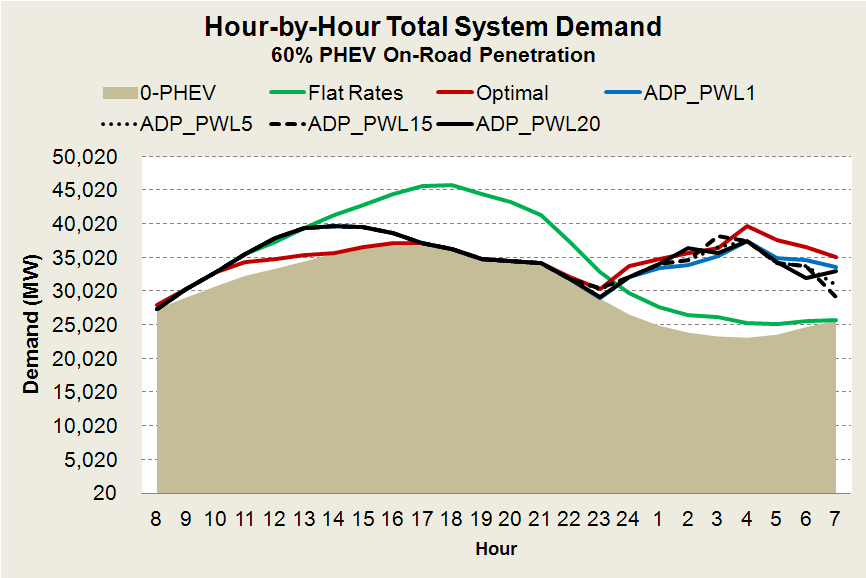 Hour-by-Hour Total System Demand
60% PHEV On-Road Penetration
0-PHEV Flat Rates Optimal ADP_PWL1
ADP_PWL5 ADP_PWL15 ADP_PWL20
50,020
45,020
40,020
35,020
30,020
25,020
20,020
15,020
10,020
5,020
20
Demand (MW)
8 9 10 11 12 13 14 15 16 17 18 19 20 21 22 23 24 1 2 3 4 5 6 7
Hour